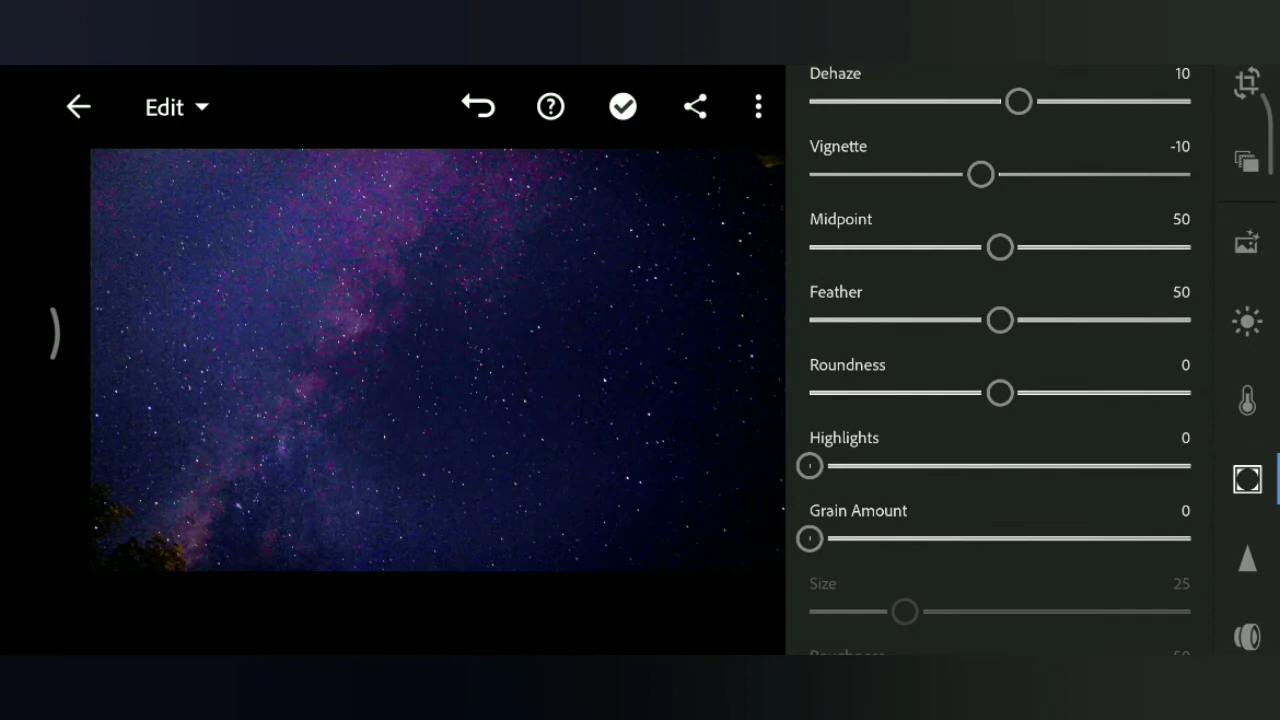 Edit
Dehaze 10
Vignette -10
Midpoint 50
Feather 50
Roundness 0
Highlights 0
Grain Amount 0
Size 25